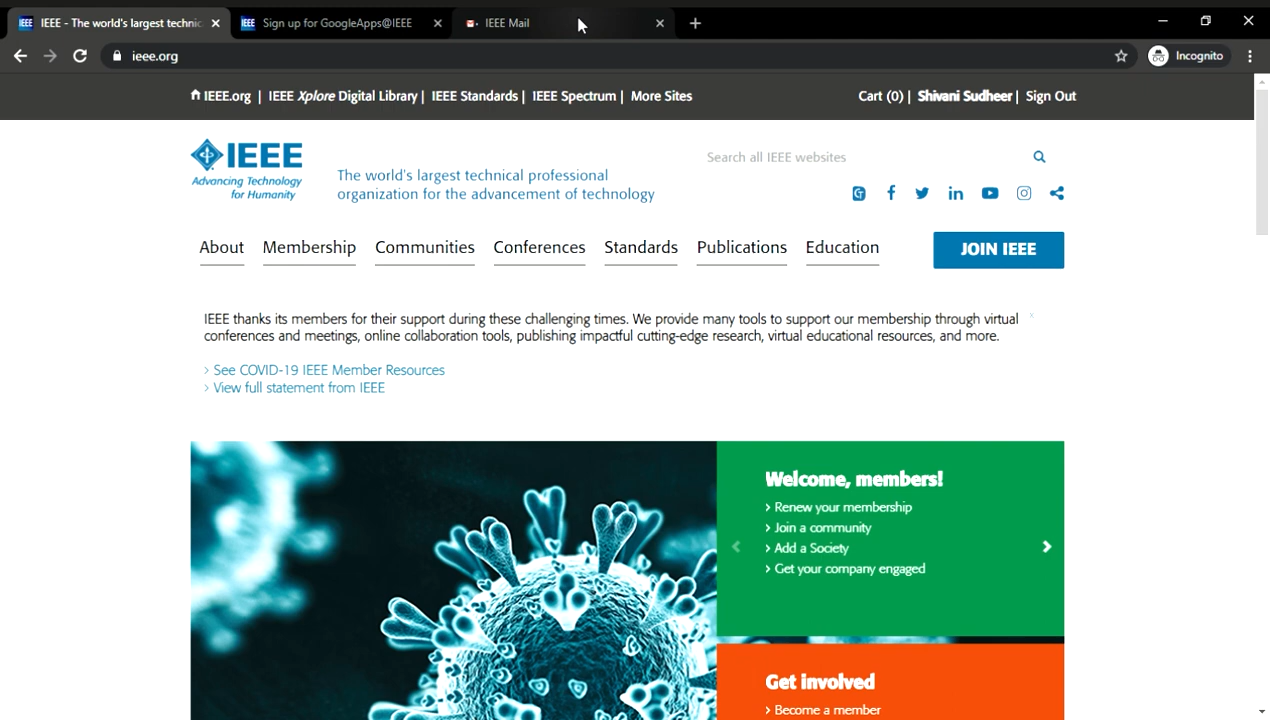 IEEE - The world's largest technic
Sign up for GoogleApps@IEEE
IEEE Mail
ieee.org
Incognito
IEEE.org | IEEE Xplore Digital Library | IEEE Standards | IEEE Spectrum | More Sites
Cart (0) | Shivani Sudheer | Sign Out
IEEE
Advancing Technology
for Humanity
The world's largest technical professional
organization for the advancement of technology
Search all IEEE websites
About Membership Communities Conferences Standards Publications Education
JOIN IEEE
IEEE thanks its members for their support during these challenging times. We provide many tools to support our membership through virtual
conferences and meetings, online collaboration tools, publishing impactful cutting-edge research, virtual educational resources, and more.
> See COVID-19 IEEE Member Resources
> View full statement from IEEE
Welcome, members!
> Renew your membership
> Join a community
> Add a Society
> Get your company engaged
Get involved
> Become a member